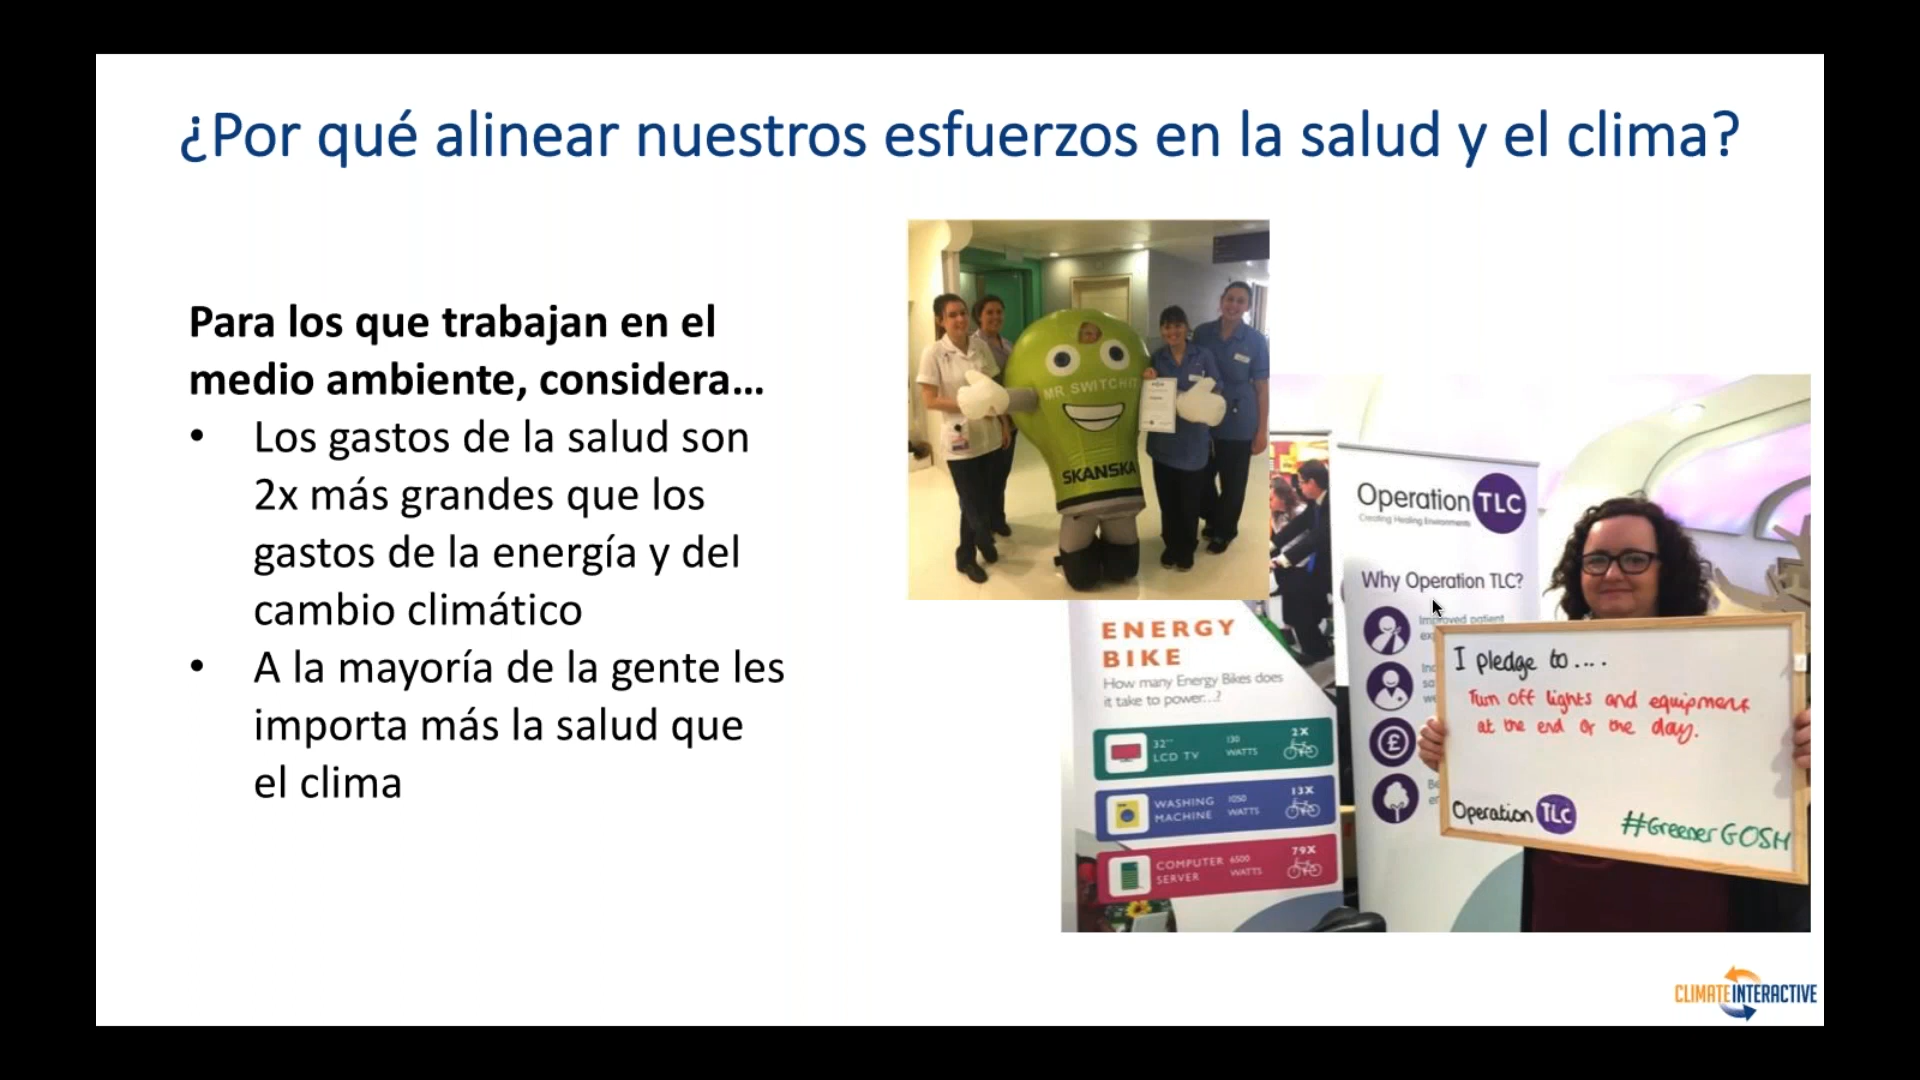 ¿Por qué alinear nuestros esfuerzos en la salud y el clima?
Para los que trabajan en el
medio ambiente, considera...
• Los gastos de la salud son
2x más grandes que los
gastos de la energía y del
cambio climático
• A la mayoría de la gente les
importa más la salud que
el clima
MR SWITCH IT
SKANSKA
Operation TLC
Creating Healing Environments
Why Operation TLC?
Improved patient
ENERGY
BIKE
How many Energy Bikes does
it take to power...?
32" LCD TV 130 WATTS 2X
WASHING MACHINE 1050 WATTS 13X
COMPUTER SERVER 6500 WATTS 79X
I pledge to....
Turn off lights and equipment
at the end of the day.
Operation TLC
#GreenerGOSH
CLIMATE INTERACTIVE